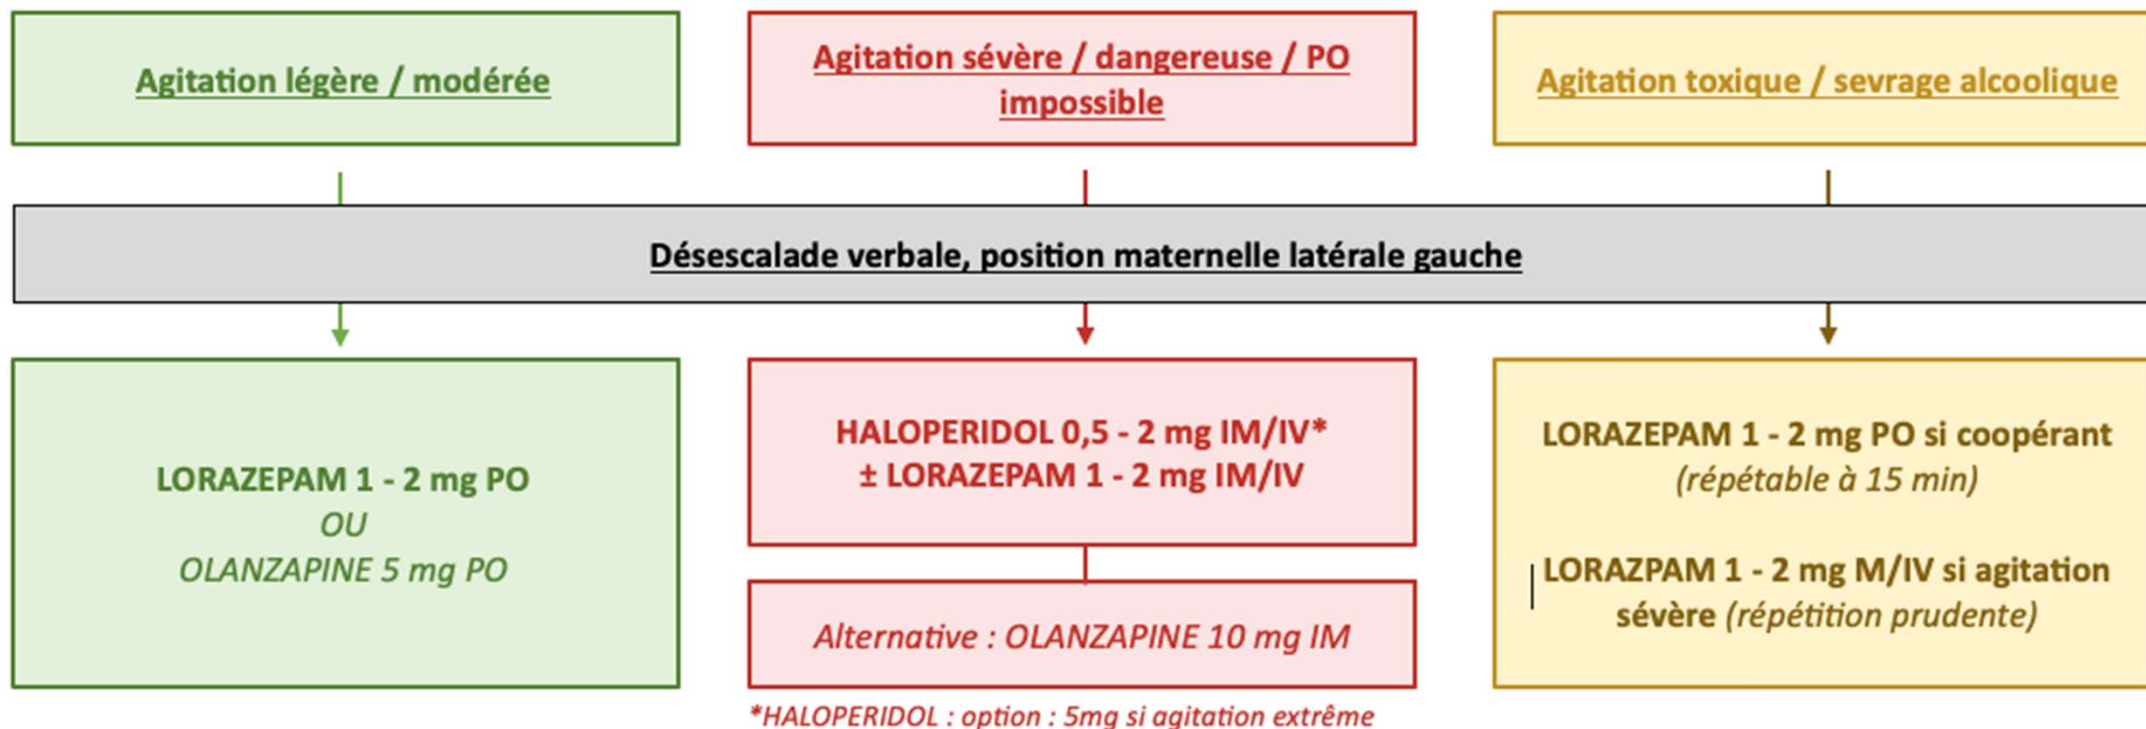 Agitation légère / modérée
Agitation sévère / dangereuse / PO
impossible
Agitation toxique / sevrage alcoolique
Désescalade verbale, position maternelle latérale gauche
LORAZEPAM 1 - 2 mg PO
OU
OLANZAPINE 5 mg PO
HALOPERIDOL 0,5 - 2 mg IM/IV*
± LORAZEPAM 1 - 2 mg IM/IV
Alternative : OLANZAPINE 10 mg IM
*HALOPERIDOL : option : 5mg si agitation extrême
LORAZEPAM 1 - 2 mg PO si coopérant
(répétable à 15 min)
LORAZPAM 1 - 2 mg M/IV si agitation
sévère (répétition prudente)